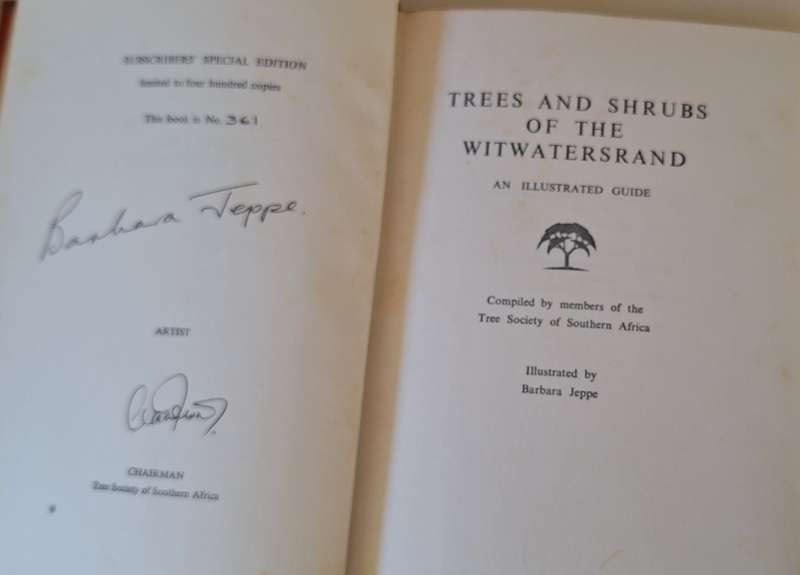 SUBSCRIBERS' SPECIAL EDITION
limited to four hundred copies
This book is No. 361
Barbara Jeppe.
ARTIST
CHAIRMAN
Tree Society of Southern Africa
TREES AND SHRUBS
OF THE
WITWATERSRAND
AN ILLUSTRATED GUIDE
Compiled by members of the
Tree Society of Southern Africa
Illustrated by
Barbara Jeppe